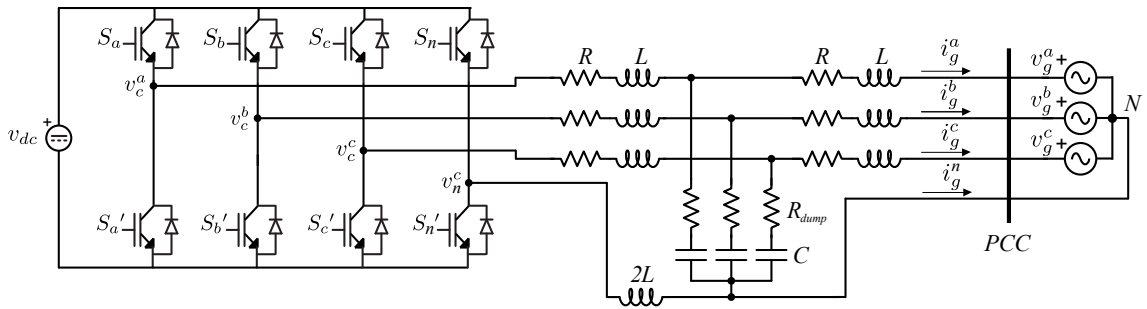 S_a S_b S_c S_n
R L R L
i_g^a v_g^a +
v_c^a
i_g^b v_g^b + N
v_c^b
+ v_dc
i_g^c v_g^c +
v_c^c
i_g^n
v_n^c
S_a' S_b' S_c' S_n'
R_dump
PCC
C
2L